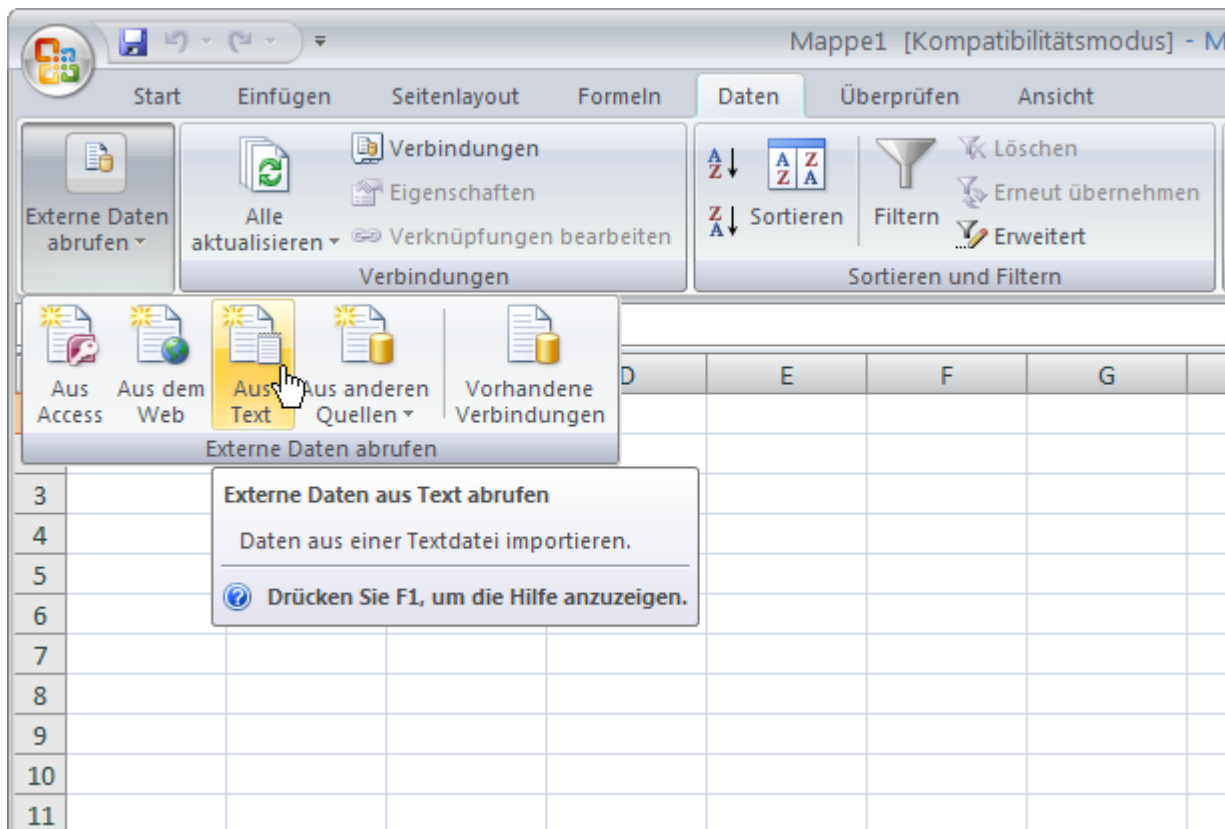 Mappe1 [Kompatibilitätsmodus] - M
Start Einfügen Seitenlayout Formeln Daten Überprüfen Ansicht
Externe Daten
abrufen
Alle
aktualisieren
Verbindungen
Eigenschaften
Verknüpfungen bearbeiten
Verbindungen
A
Z
Z
A
A Z
Z A
Sortieren
Filtern
Löschen
Erneut übernehmen
Erweitert
Sortieren und Filtern
Aus
Access
Aus dem
Web
Aus
Text
Aus anderen
Quellen
Vorhandene
Verbindungen
Externe Daten abrufen
D E F G
Externe Daten aus Text abrufen
Daten aus einer Textdatei importieren.
Drücken Sie F1, um die Hilfe anzuzeigen.
3
4
5
6
7
8
9
10
11